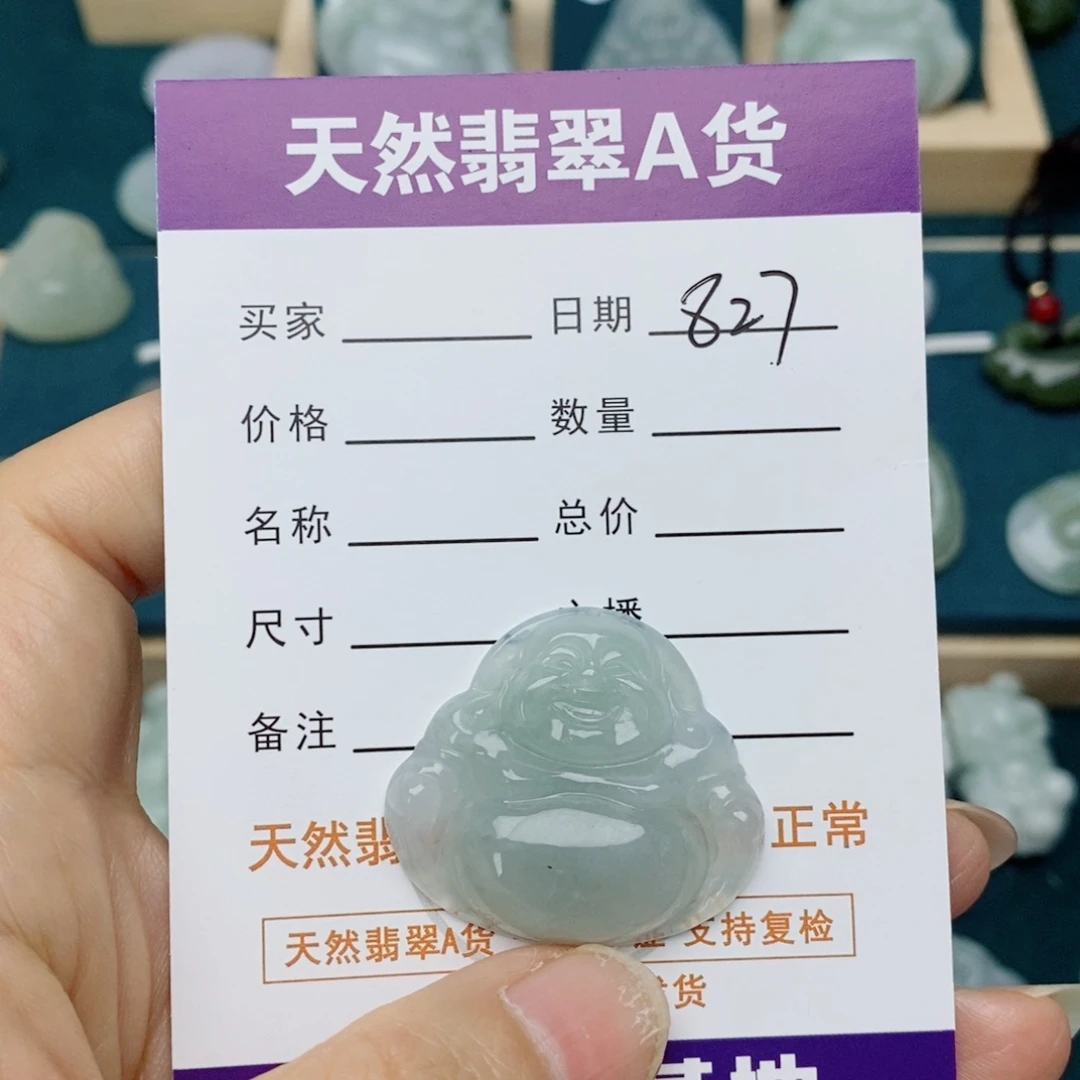 天然翡翠A货
买家 日期 827
价格 数量
名称 总价
尺寸 播
备注
天然翡 正常
天然翡翠A货 支持复检
货